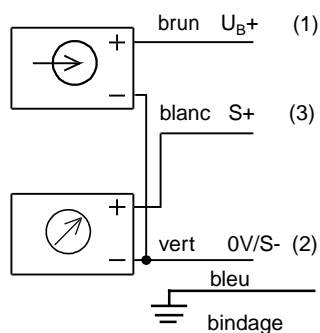 + brun U_B+ (1)
−
blanc S+ (3)
+
− vert 0V/S- (2)
bleu
bindage